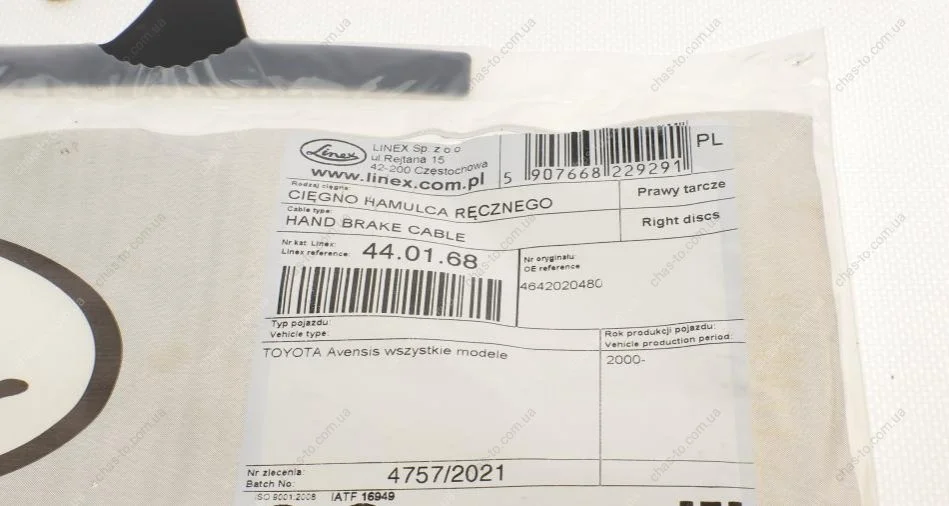 Linex
LINEX Sp. z o o
ul.Rejtana 15
42-200 Częstochowa
www.linex.com.pl
5 907668 229291
PL
Rodzaj cięgna:
CIĘGNO HAMULCA RĘCZNEGO
Prawy tarcze
Cable type:
HAND BRAKE CABLE
Right discs
Nr kat. Linex:
Linex reference:
44.01.68
Nr oryginału:
OE reference
4642020480
Typ pojazdu:
Vehicle type:
Rok produkcji pojazdu:
Vehicle production period:
TOYOTA Avensis wszystkie modele
2000-
Nr zlecenia:
Batch No:
4757/2021
ISO 9001:2008 IATF 16949
chas-to.com.ua